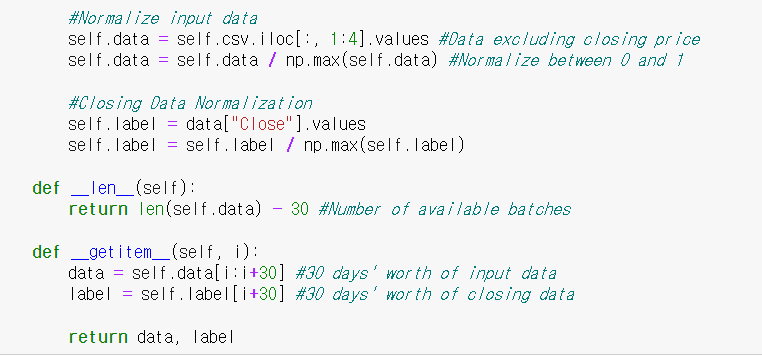 #Normalize input data
self.data = self.csv.iloc[:, 1:4].values #Data excluding closing price
self.data = self.data / np.max(self.data) #Normalize between 0 and 1
#Closing Data Normalization
self.label = data["Close"].values
self.label = self.label / np.max(self.label)
def __len__(self):
return len(self.data) - 30 #Number of available batches
def __getitem__(self, i):
data = self.data[i:i+30] #30 days' worth of input data
label = self.label[i+30] #30 days' worth of closing data
return data, label